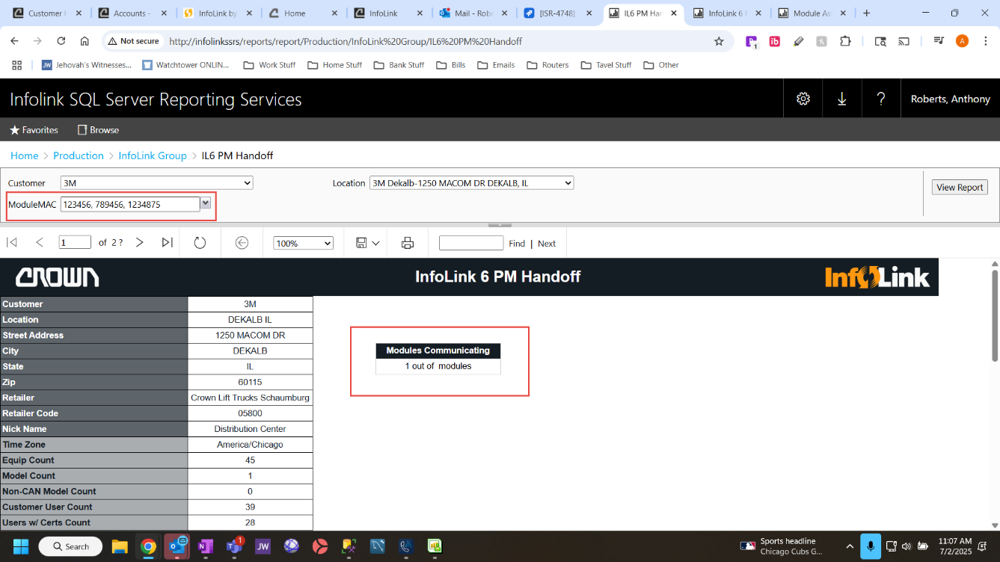 Customer H
Accounts -
InfoLink by
Home
InfoLink
Mail - Robe
[ISR-4748]
IL6 PM Han
InfoLink 6 P
Module Ass
Not secure http://infolinkssrs/reports/report/Production/InfoLink%20Group/IL6%20PM%20Handoff
1 ib A
JW Jehovah's Witnesses... Watchtower ONLIN... Work Stuff Home Stuff Bank Stuff Bills Emails Routers Tavel Stuff Other
Infolink SQL Server Reporting Services ? Roberts, Anthony
Favorites Browse
Home > Production > InfoLink Group > IL6 PM Handoff
Customer 3M Location 3M Dekalb-1250 MACOM DR DEKALB, IL View Report
ModuleMAC 123456, 789456, 1234875
1 of 2 ? 100% Find | Next
CROWN InfoLink 6 PM Handoff InfoLink
Customer 3M
Location DEKALB IL
Street Address 1250 MACOM DR
City DEKALB
State IL
Zip 60115
Retailer Crown Lift Trucks Schaumburg
Retailer Code 05800
Nick Name Distribution Center
Time Zone America/Chicago
Equip Count 45
Model Count 1
Non-CAN Model Count 0
Customer User Count 39
Users w/ Certs Count 28
Modules Communicating
1 out of modules
Search JW 1 Sports headline
Chicago Cubs G...
11:07 AM
7/2/2025